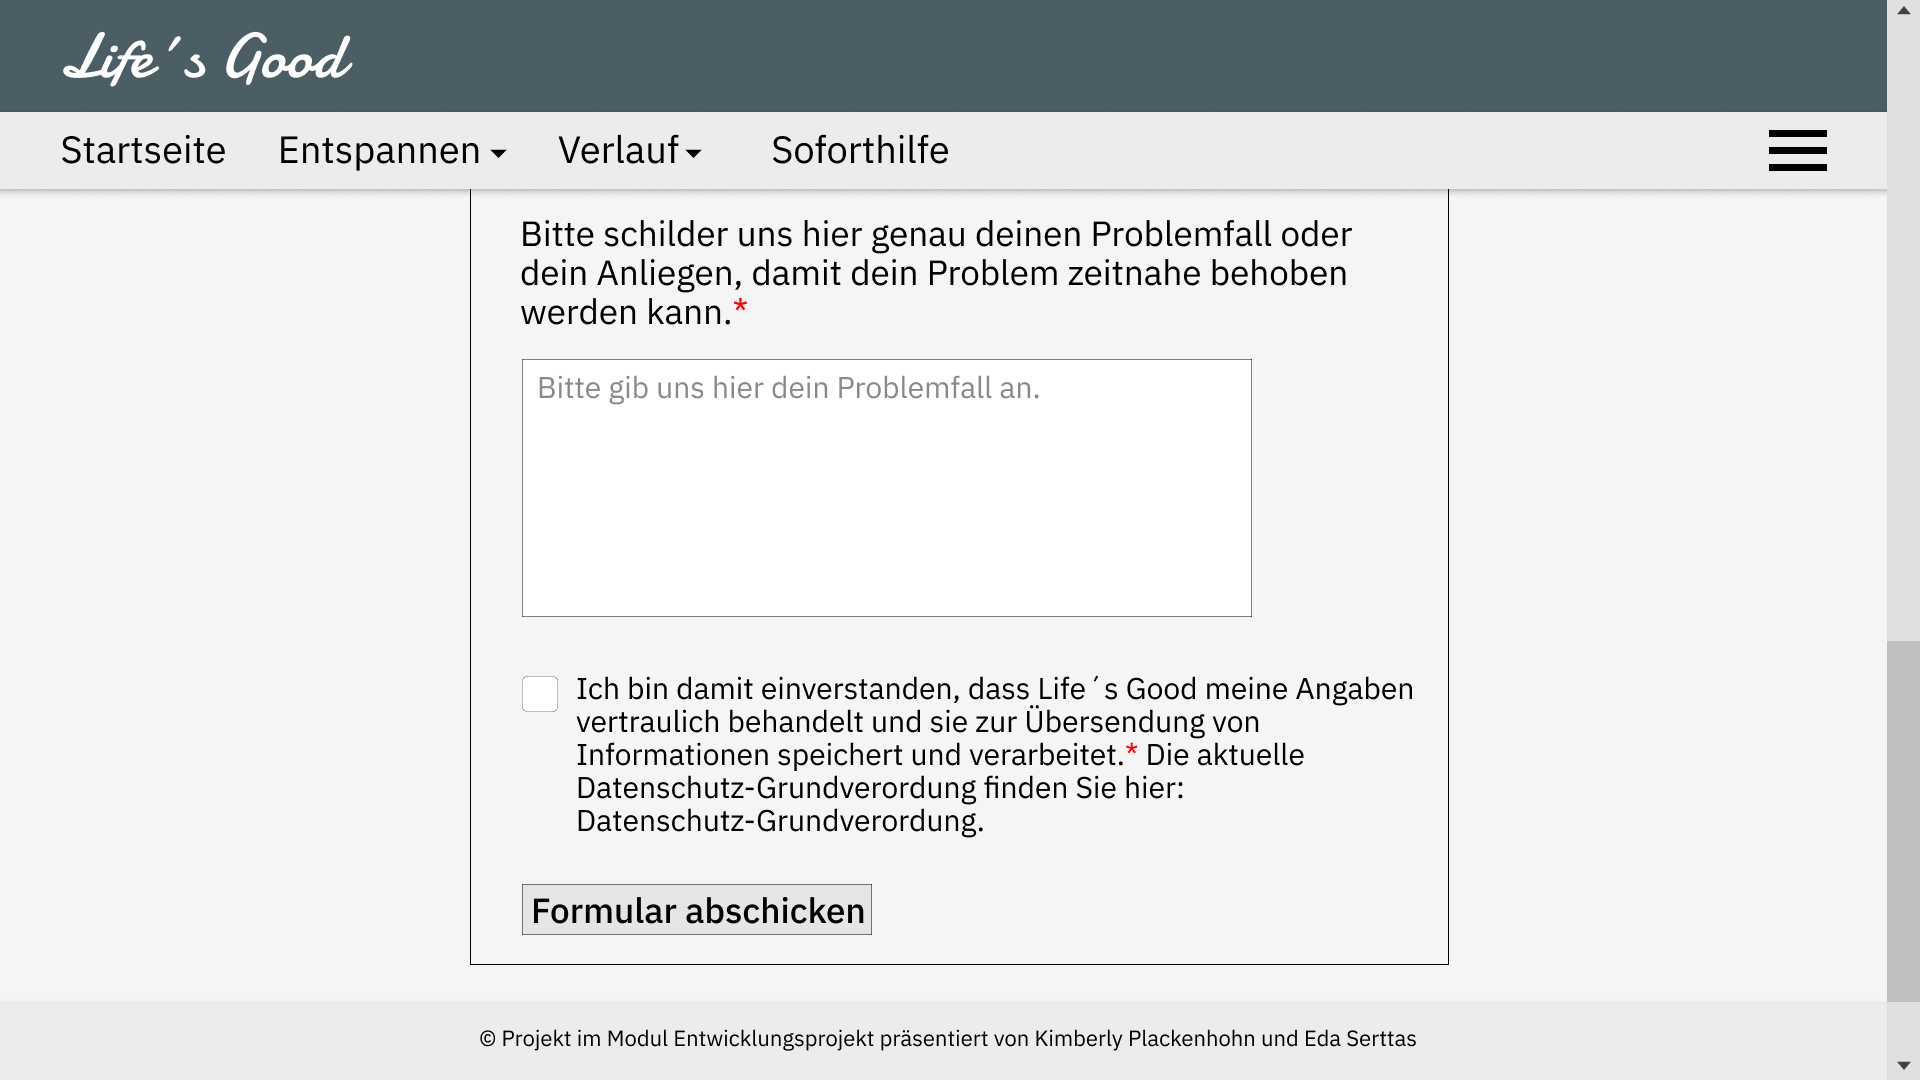 Life´s Good
Startseite Entspannen Verlauf Soforthilfe
Bitte schilder uns hier genau deinen Problemfall oder
dein Anliegen, damit dein Problem zeitnahe behoben
werden kann.*
Bitte gib uns hier dein Problemfall an.
Ich bin damit einverstanden, dass Life´s Good meine Angaben
vertraulich behandelt und sie zur Übersendung von
Informationen speichert und verarbeitet.* Die aktuelle
Datenschutz-Grundverordung finden Sie hier:
Datenschutz-Grundverordung.
Formular abschicken
© Projekt im Modul Entwicklungsprojekt präsentiert von Kimberly Plackenhohn und Eda Serttas